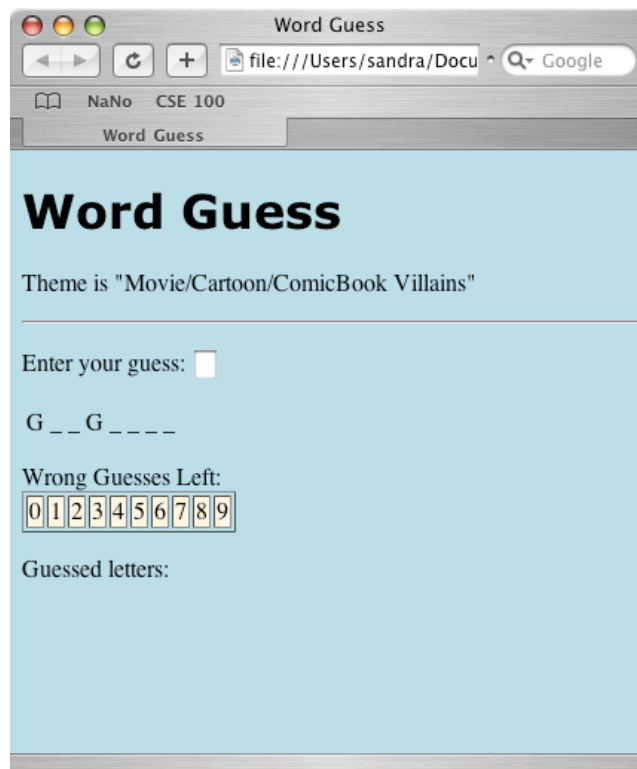 Word Guess
file:///Users/sandra/Docu
Google
NaNo CSE 100
Word Guess
Word Guess
Theme is "Movie/Cartoon/ComicBook Villains"
Enter your guess:
G _ _ G _ _ _ _
Wrong Guesses Left:
0 1 2 3 4 5 6 7 8 9
Guessed letters: